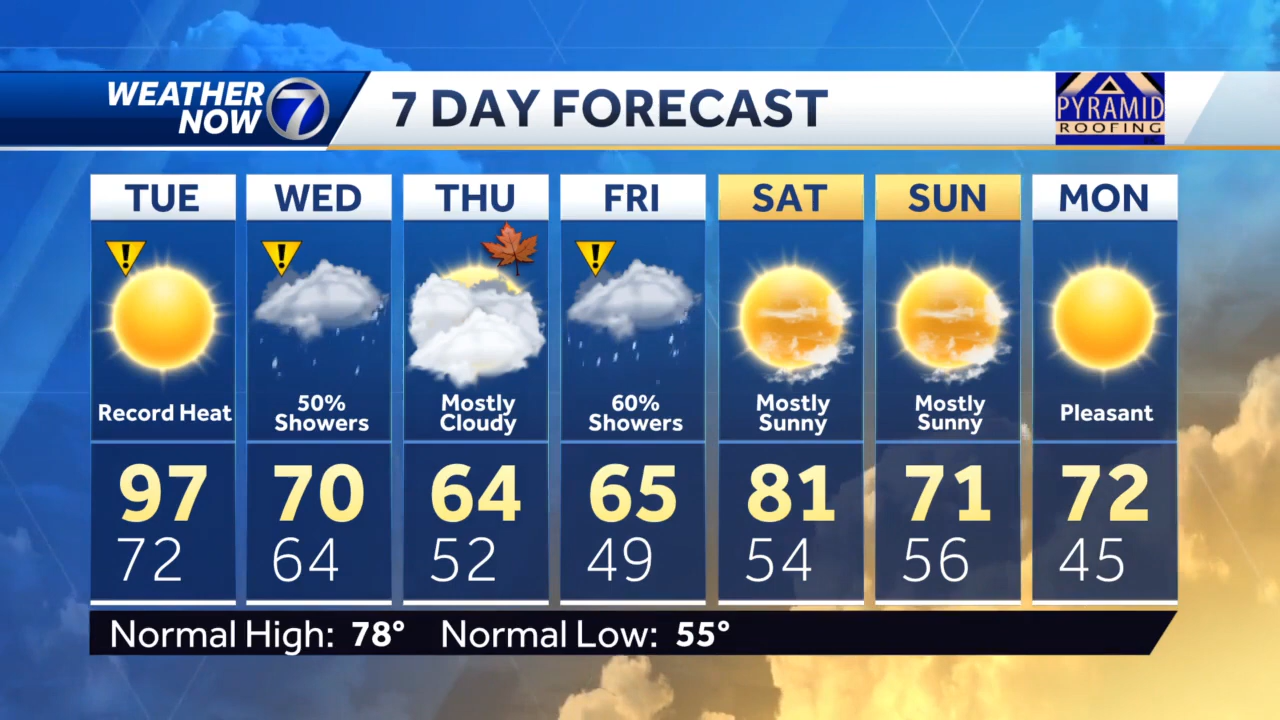 WEATHER
NOW
7
7 DAY FORECAST
PYRAMID
ROOFING
TUE
WED
THU
FRI
SAT
SUN
MON
!
!
!
Record Heat
50%
Showers
Mostly
Cloudy
60%
Showers
Mostly
Sunny
Mostly
Sunny
Pleasant
97
70
64
65
81
71
72
72
64
52
49
54
56
45
Normal High: 78° Normal Low: 55°